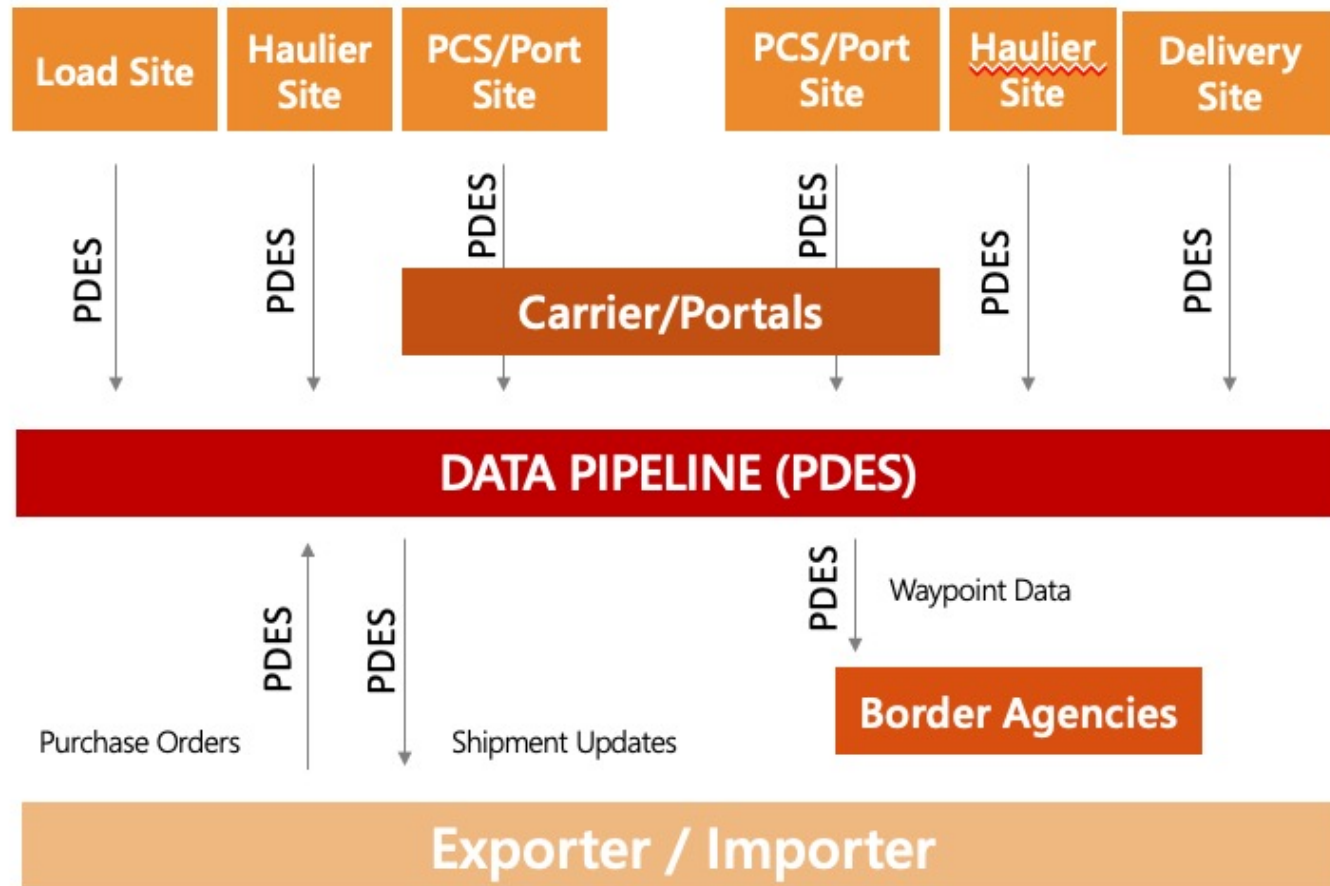 Load Site
Haulier
Site
PCS/Port
Site
PCS/Port
Site
Haulier
Site
Delivery
Site
PDES
PDES
PDES
PDES
PDES
PDES
Carrier/Portals
DATA PIPELINE (PDES)
PDES
PDES
PDES
Waypoint Data
Border Agencies
Purchase Orders
Shipment Updates
Exporter / Importer